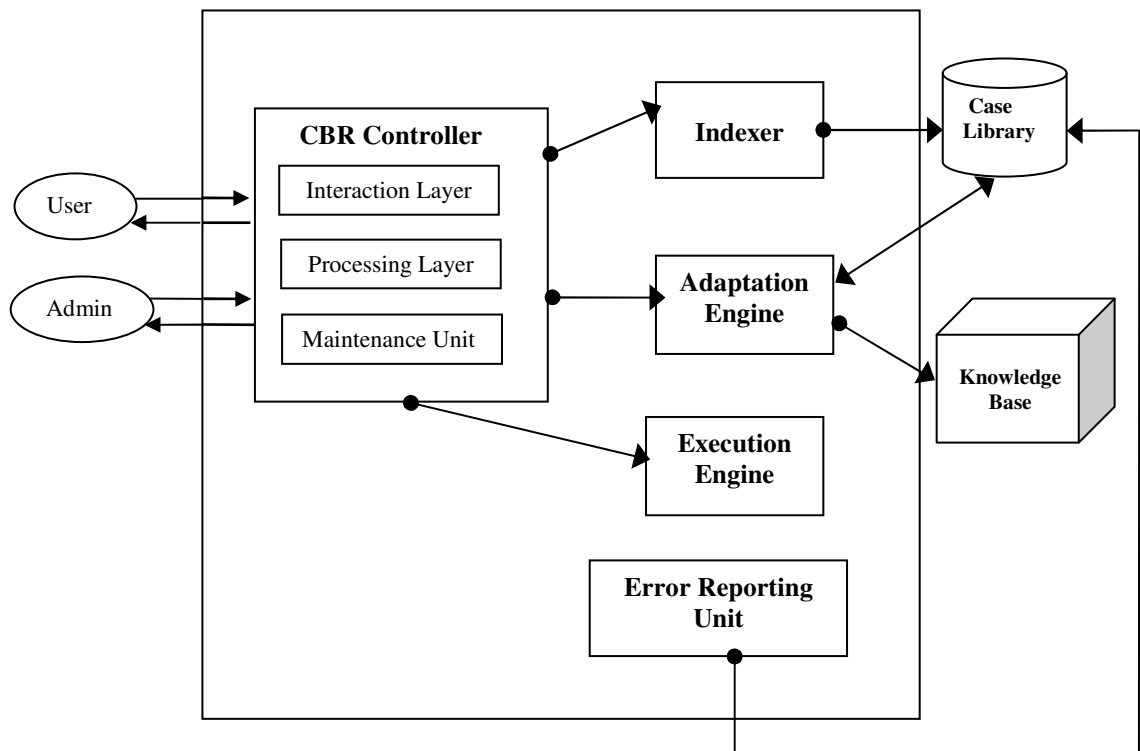 CBR Controller
Interaction Layer
Processing Layer
Maintenance Unit
User
Admin
Indexer
Adaptation
Engine
Execution
Engine
Error Reporting
Unit
Case
Library
Knowledge
Base